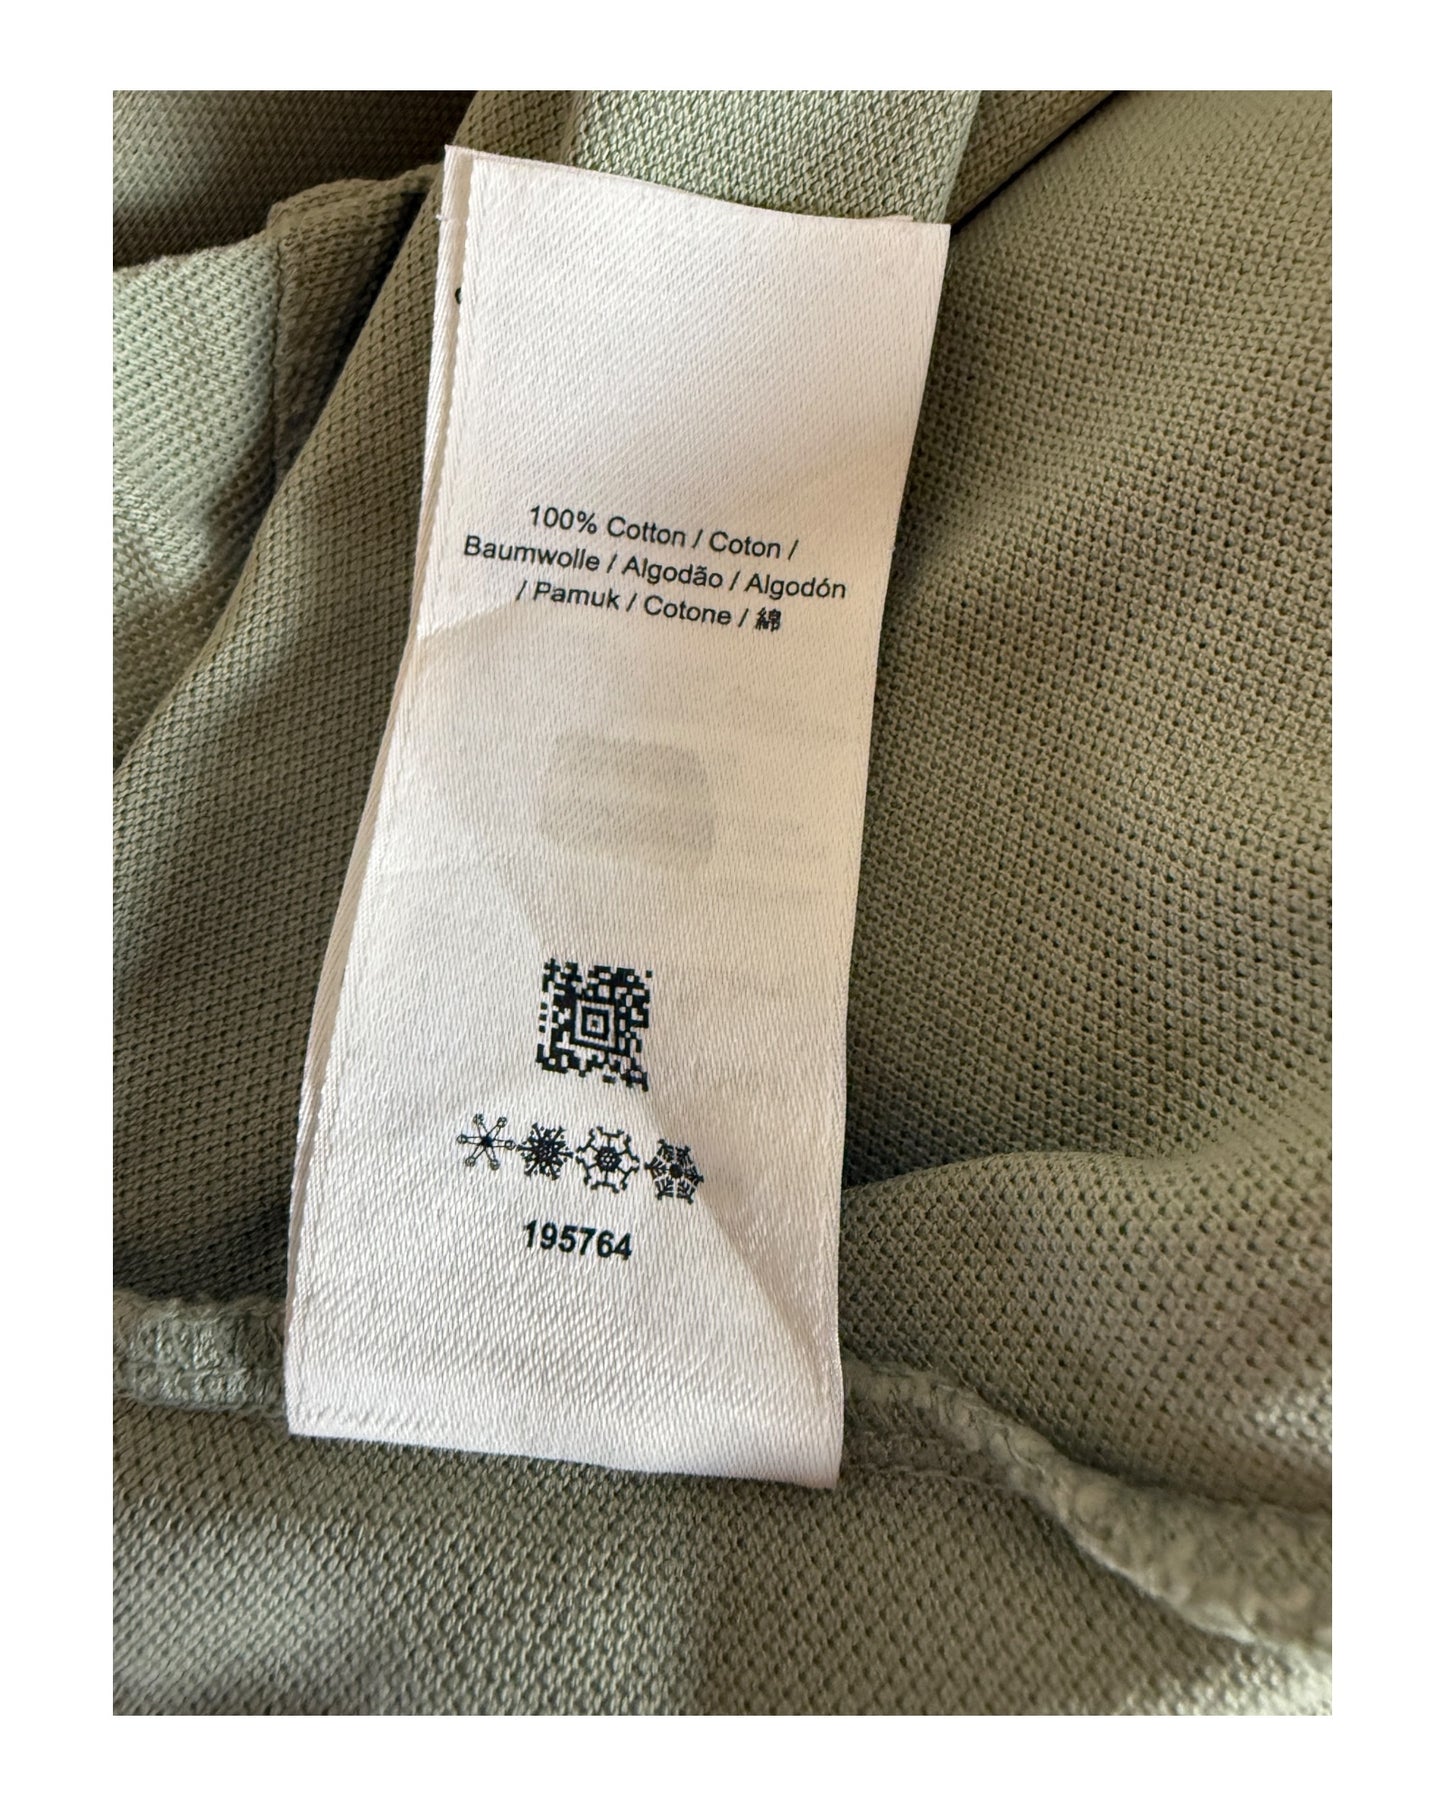 100% Cotton / Coton /
Baumwolle / Algodão / Algodón
/ Pamuk / Cotone / 綿
195764